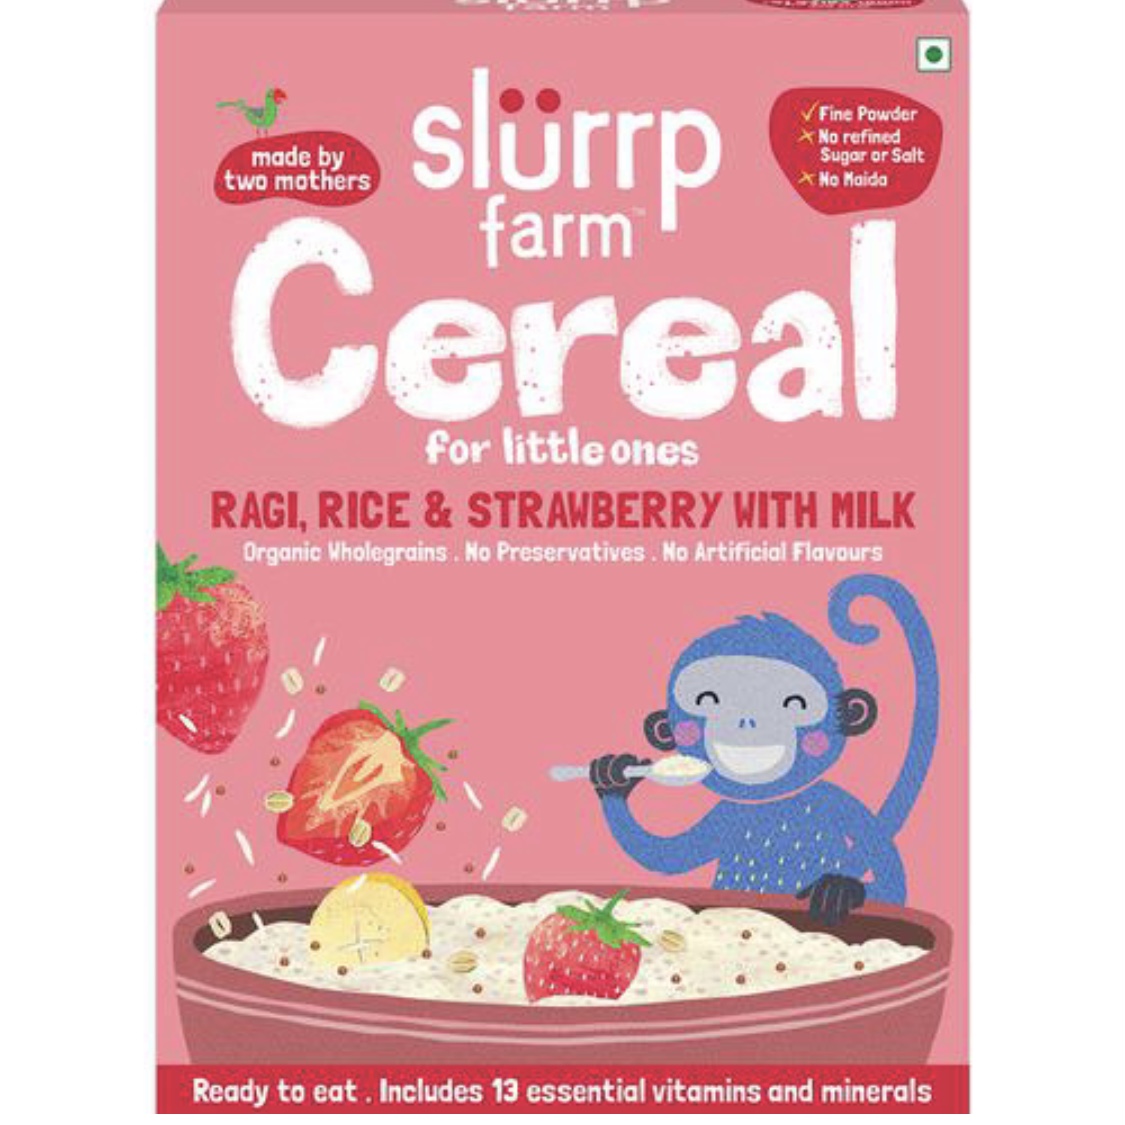 slürrp
farm
made by
two mothers
slürrp
farm™
✓ Fine Powder
✗ No refined
Sugar or Salt
✗ No Maida
Cereal
for little ones
RAGI, RICE & STRAWBERRY WITH MILK
Organic Wholegrains . No Preservatives . No Artificial Flavours
Ready to eat . Includes 13 essential vitamins and minerals